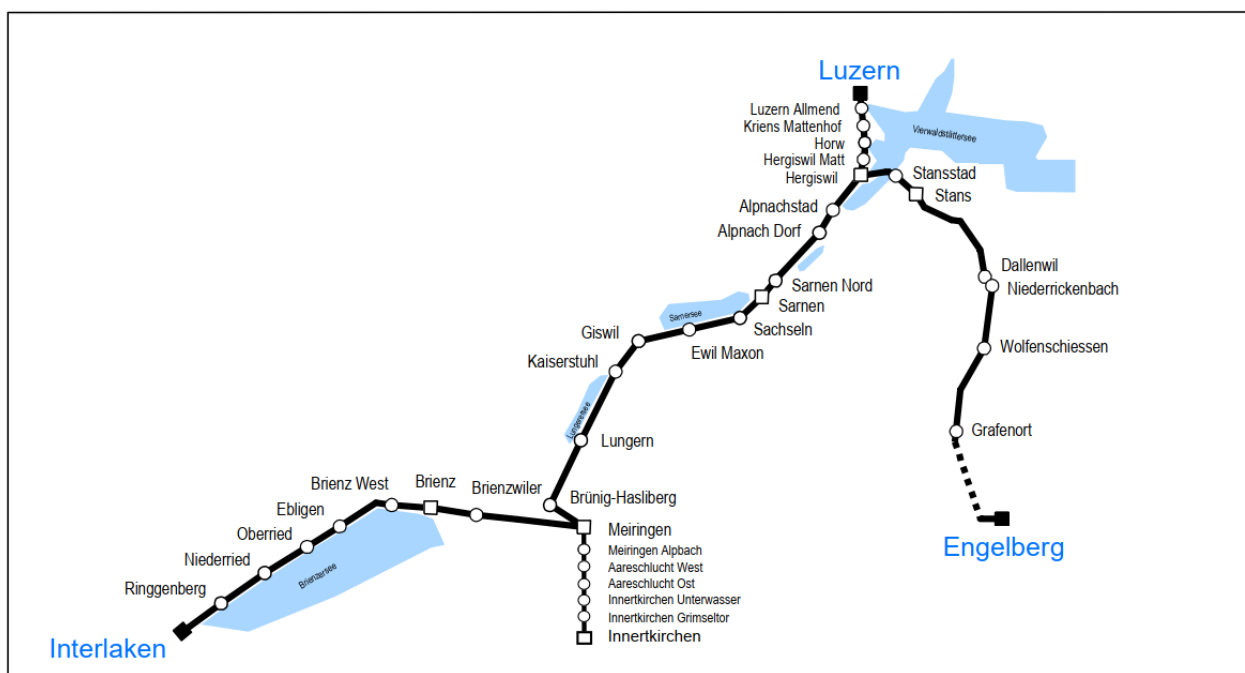 Luzern
Luzern Allmend
Kriens Mattenhof
Horw
Hergiswil Matt
Hergiswil
Vierwaldstättersee
Stansstad
Stans
Alpnachstad
Alpnach Dorf
Dallenwil
Niederrickenbach
Sarnen Nord
Sarnen
Sarnersee
Sachseln
Giswil
Ewil Maxon
Wolfenschiessen
Kaiserstuhl
Lungerersee
Lungern
Grafenort
Brienz West
Brienz
Brienzwiler
Brünig-Hasliberg
Ebligen
Oberried
Niederried
Ringgenberg
Brienzersee
Interlaken
Meiringen
Meiringen Alpbach
Aareschlucht West
Aareschlucht Ost
Innertkirchen Unterwasser
Innertkirchen Grimseltor
Innertkirchen
Engelberg